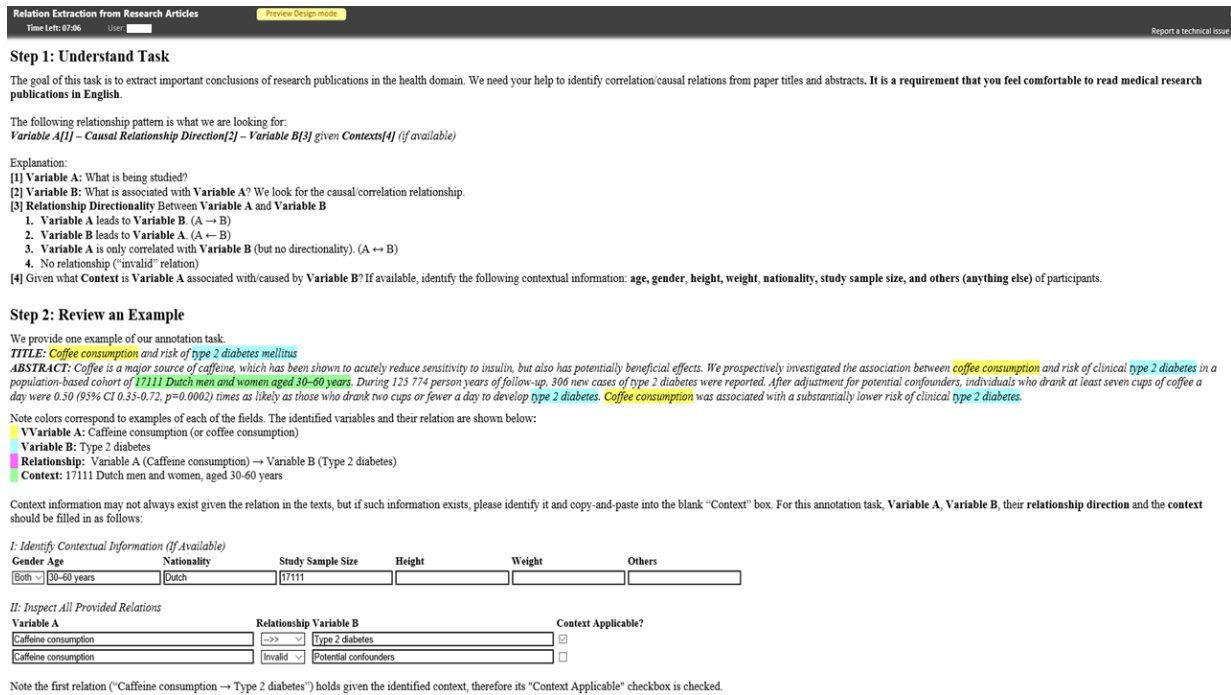 Relation Extraction from Research Articles
Preview Design mode
Time Left: 07:06 User:
Report a technical issue
Step 1: Understand Task
The goal of this task is to extract important conclusions of research publications in the health domain. We need your help to identify correlation/causal relations from paper titles and abstracts. It is a requirement that you feel comfortable to read medical research
publications in English.
The following relationship pattern is what we are looking for:
Variable A[1] – Causal Relationship Direction[2] – Variable B[3] given Contexts[4] (if available)
Explanation:
[1] Variable A: What is being studied?
[2] Variable B: What is associated with Variable A? We look for the causal/correlation relationship.
[3] Relationship Directionality Between Variable A and Variable B
1. Variable A leads to Variable B. (A → B)
2. Variable B leads to Variable A. (A ← B)
3. Variable A is only correlated with Variable B (but no directionality). (A ↔ B)
4. No relationship ("invalid" relation)
[4] Given what Context is Variable A associated with/caused by Variable B? If available, identify the following contextual information: age, gender, height, weight, nationality, study sample size, and others (anything else) of participants.
Step 2: Review an Example
We provide one example of our annotation task.
TITLE: Coffee consumption and risk of type 2 diabetes mellitus
ABSTRACT: Coffee is a major source of caffeine, which has been shown to acutely reduce sensitivity to insulin, but also has potentially beneficial effects. We prospectively investigated the association between coffee consumption and risk of clinical type 2 diabetes in a
population-based cohort of 17111 Dutch men and women aged 30–60 years. During 125 774 person years of follow-up, 306 new cases of type 2 diabetes were reported. After adjustment for potential confounders, individuals who drank at least seven cups of coffee a
day were 0.50 (95% CI 0.35-0.72, p=0.0002) times as likely as those who drank two cups or fewer a day to develop type 2 diabetes. Coffee consumption was associated with a substantially lower risk of clinical type 2 diabetes.
Note colors correspond to examples of each of the fields. The identified variables and their relation are shown below:
VVariable A: Caffeine consumption (or coffee consumption)
Variable B: Type 2 diabetes
Relationship: Variable A (Caffeine consumption) → Variable B (Type 2 diabetes)
Context: 17111 Dutch men and women, aged 30-60 years
Context information may not always exist given the relation in the texts, but if such information exists, please identify it and copy-and-paste into the blank "Context" box. For this annotation task, Variable A, Variable B, their relationship direction and the context
should be filled in as follows:
I: Identify Contextual Information (If Available)
Gender Age Nationality Study Sample Size Height Weight Others
Both 30–60 years Dutch 17111
II: Inspect All Provided Relations
Variable A Relationship Variable B Context Applicable?
Caffeine consumption -->> Type 2 diabetes
Caffeine consumption Invalid Potential confounders
Note the first relation ("Caffeine consumption → Type 2 diabetes") holds given the identified context, therefore its "Context Applicable" checkbox is checked.